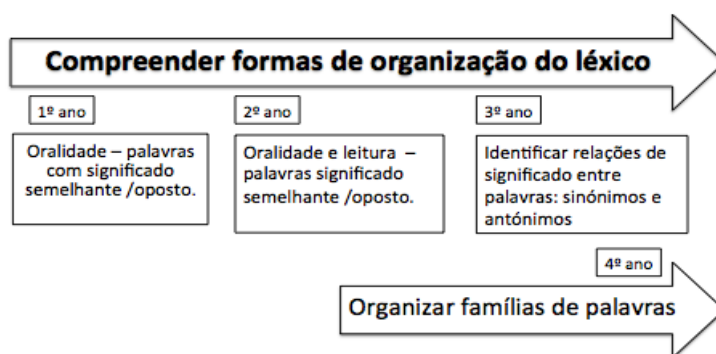 Compreender formas de organização do léxico
1º ano
2º ano
3º ano
Oralidade – palavras
com significado
semelhante /oposto.
Oralidade e leitura –
palavras significado
semelhante /oposto.
Identificar relações de
significado entre
palavras: sinónimos e
antónimos
4º ano
Organizar famílias de palavras